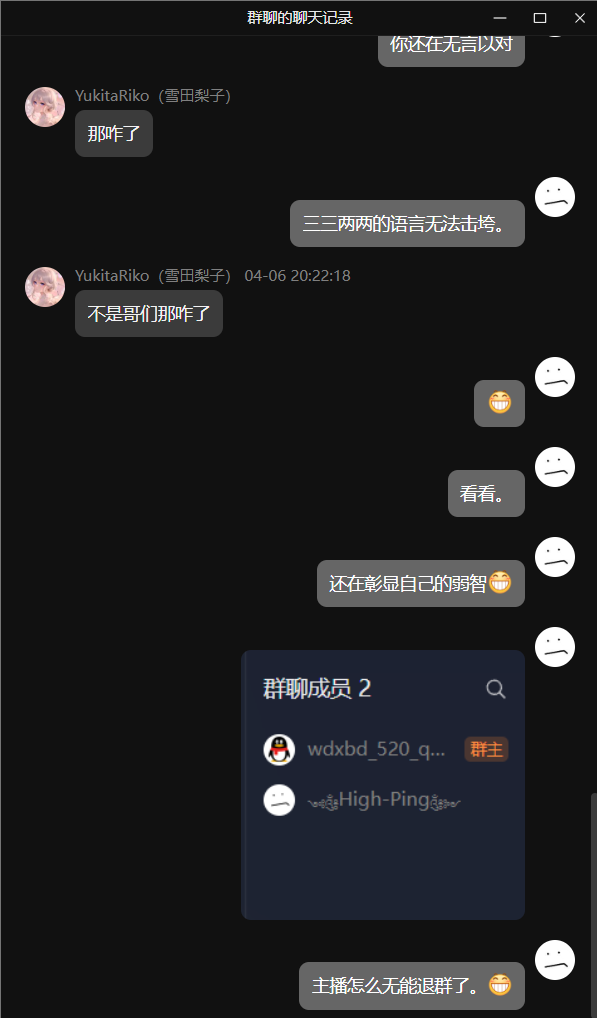 群聊的聊天记录
你还在无言以对
YukitaRiko（雪田梨子）
那咋了
三三两两的语言无法击垮。
YukitaRiko（雪田梨子） 04-06 20:22:18
不是哥们那咋了
😁
看看。
还在彰显自己的弱智😁
群聊成员 2
wdxbd_520_q... 群主
High-Ping
主播怎么无能退群了。😁